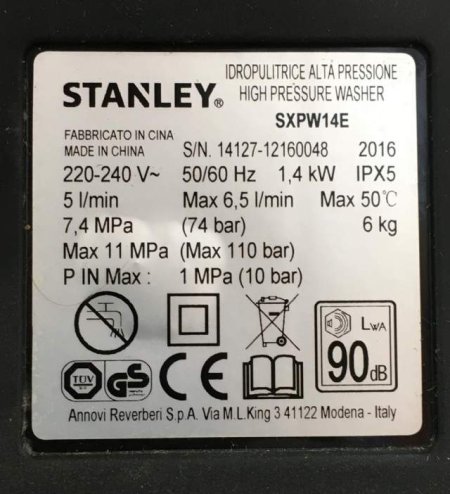 STANLEY®
IDROPULITRICE ALTA PRESSIONE
HIGH PRESSURE WASHER
SXPW14E
FABBRICATO IN CINA
MADE IN CHINA S/N. 14127-12160048 2016
220-240 V~ 50/60 Hz 1,4 kW IPX5
5 l/min Max 6,5 l/min Max 50℃
7,4 MPa (74 bar) 6 kg
Max 11 MPa (Max 110 bar)
P IN Max : 1 MPa (10 bar)
LWA
90 dB
TÜV GS CE
Annovi Reverberi S.p.A. Via M.L.King 3 41122 Modena - Italy